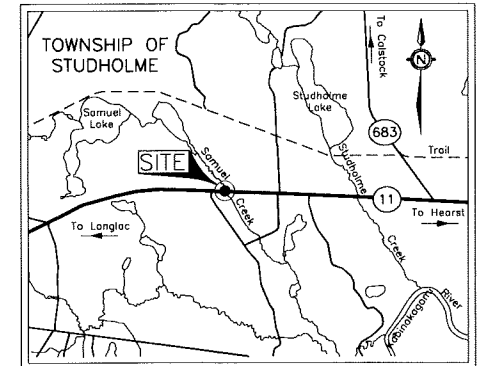 TOWNSHIP OF
STUDHOLME
To Calstock
N
Samuel
Lake
Studholme
Lake
683
SITE
Samuel
Creek
Studholme
Creek
Trail
11
To Longlac
To Hearst
River